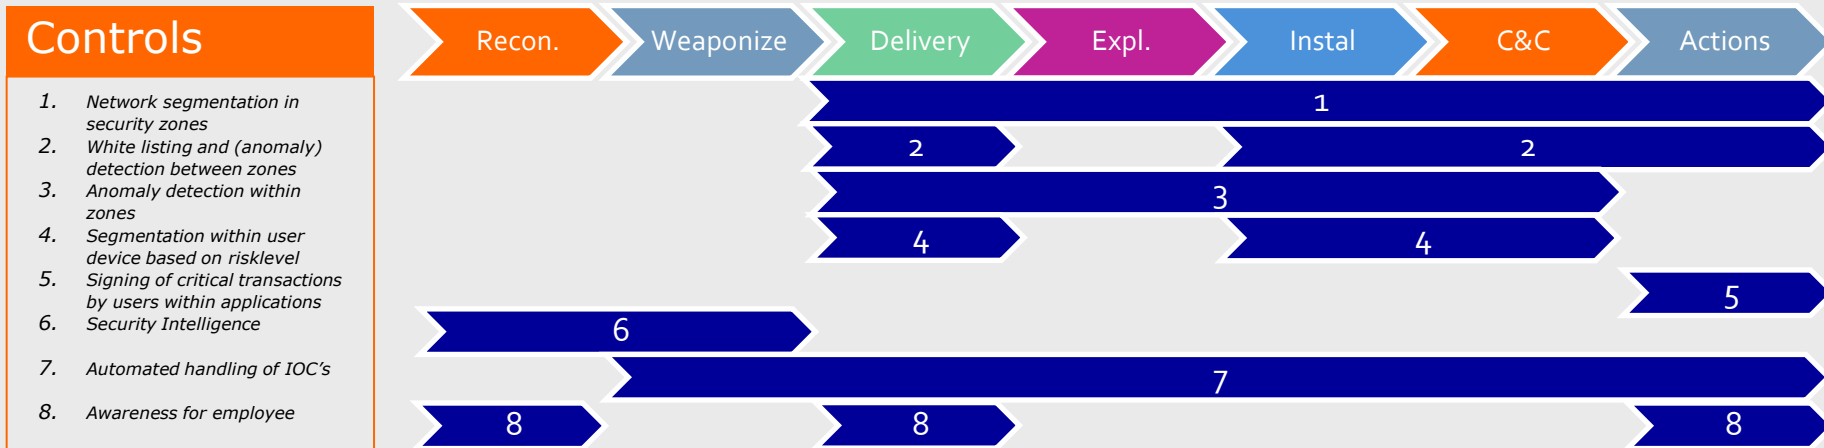 Controls
Recon.
Weaponize
Delivery
Expl.
Instal
C&C
Actions
1. Network segmentation in
security zones
2. White listing and (anomaly)
detection between zones
3. Anomaly detection within
zones
4. Segmentation within user
device based on risklevel
5. Signing of critical transactions
by users within applications
6. Security Intelligence
7. Automated handling of IOC’s
8. Awareness for employee
1
2
2
3
4
4
5
6
7
8
8
8